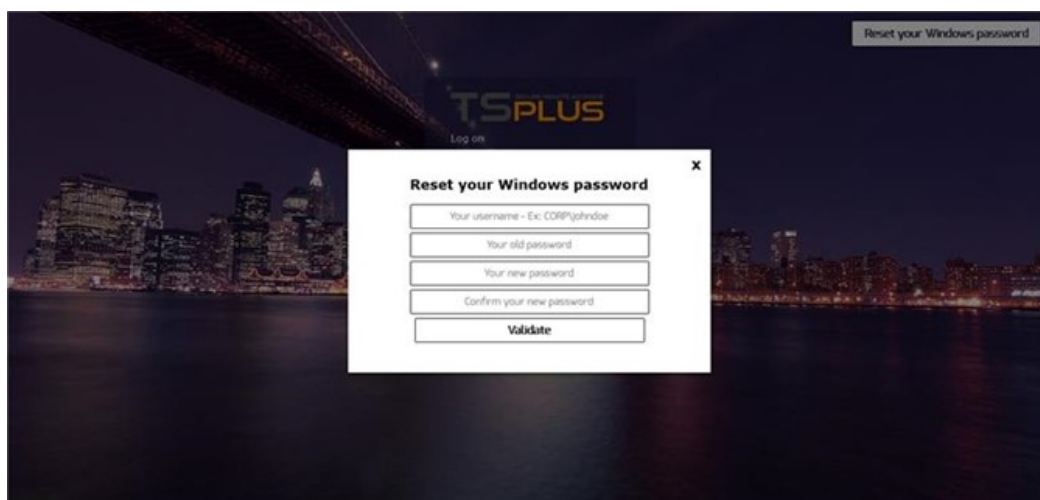 Reset your Windows password
TSPLUS
Log on
X
Reset your Windows password
Your username - Ex: CORP\johndoe
Your old password
Your new password
Confirm your new password
Validate